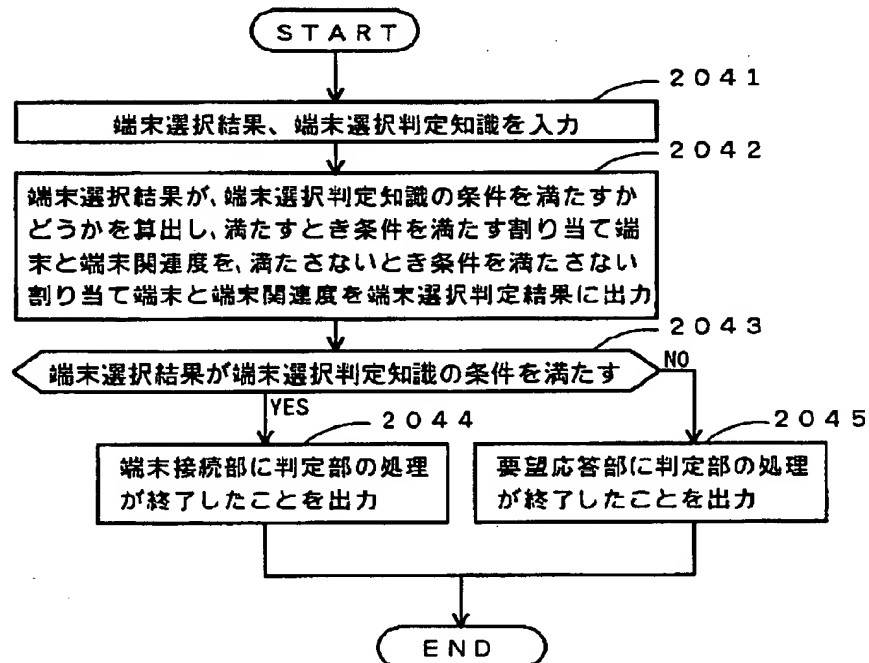 START
2041
端末選択結果、端末選択判定知識を入力
2042
端末選択結果が、端末選択判定知識の条件を満たすか
どうかを算出し、満たすとき条件を満たす割り当て端
末と端末関連度を、満たさないとき条件を満たさない
割り当て端末と端末関連度を端末選択判定結果に出力
2043
端末選択結果が端末選択判定知識の条件を満たす
NO
YES
2044
2045
端末接続部に判定部の処理
が終了したことを出力
要望応答部に判定部の処理
が終了したことを出力
END